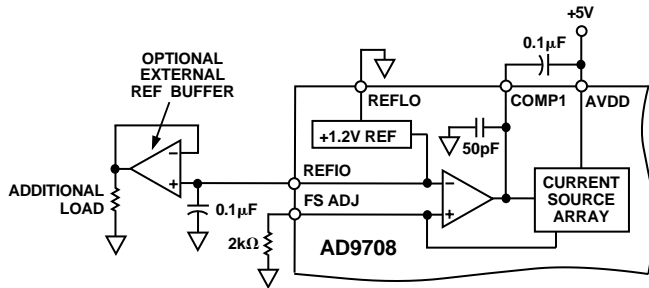 +5V
0.1μF
OPTIONAL
EXTERNAL
REF BUFFER
REFLO
COMP1
AVDD
+1.2V REF
50pF
–
+
REFIO
–
+
FS ADJ
CURRENT
SOURCE
ARRAY
ADDITIONAL
LOAD
0.1μF
2kΩ
AD9708